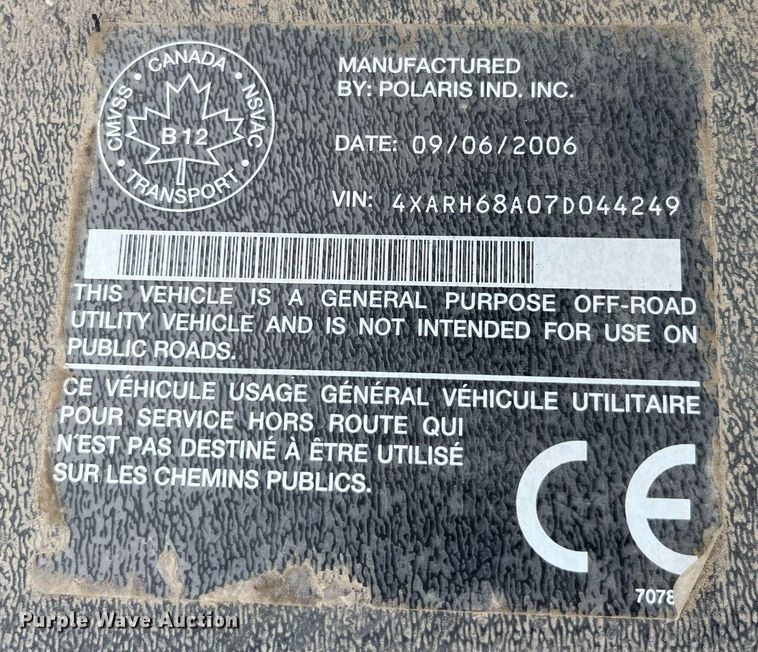 CANADA
CMVSS
NSVAC
B 12
TRANSPORT
MANUFACTURED
BY: POLARIS IND. INC.
DATE: 09/06/2006
VIN: 4XARH68A07D044249
THIS VEHICLE IS A GENERAL PURPOSE OFF-ROAD
UTILITY VEHICLE AND IS NOT INTENDED FOR USE ON
PUBLIC ROADS.
CE VÉHICULE USAGE GÉNÉRAL VÉHICULE UTILITAIRE
POUR SERVICE HORS ROUTE QUI
N'EST PAS DESTINÉ À ÊTRE UTILISÉ
SUR LES CHEMINS PUBLICS.
CE
Purple Wave Auction